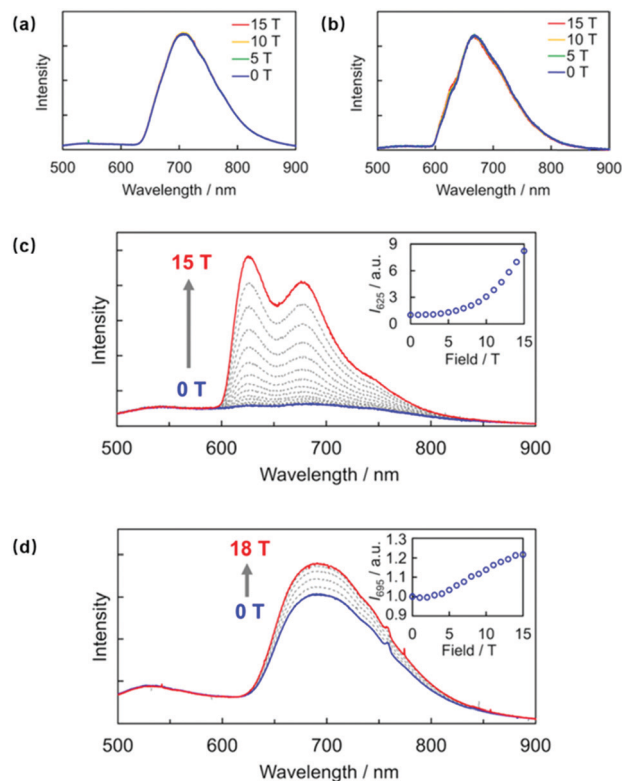 (a)
15 T
10 T
5 T
0 T
Intensity
500 600 700 800 900
Wavelength / nm
(b)
15 T
10 T
5 T
0 T
Intensity
500 600 700 800 900
Wavelength / nm
(c)
15 T
0 T
Intensity
500 600 700 800 900
Wavelength / nm
I625 / a.u.
9
6
3
0
0 5 10 15
Field / T
(d)
18 T
0 T
Intensity
500 600 700 800 900
Wavelength / nm
I695 / a.u.
1.3
1.2
1.1
1.0
0.9
0 5 10 15
Field / T